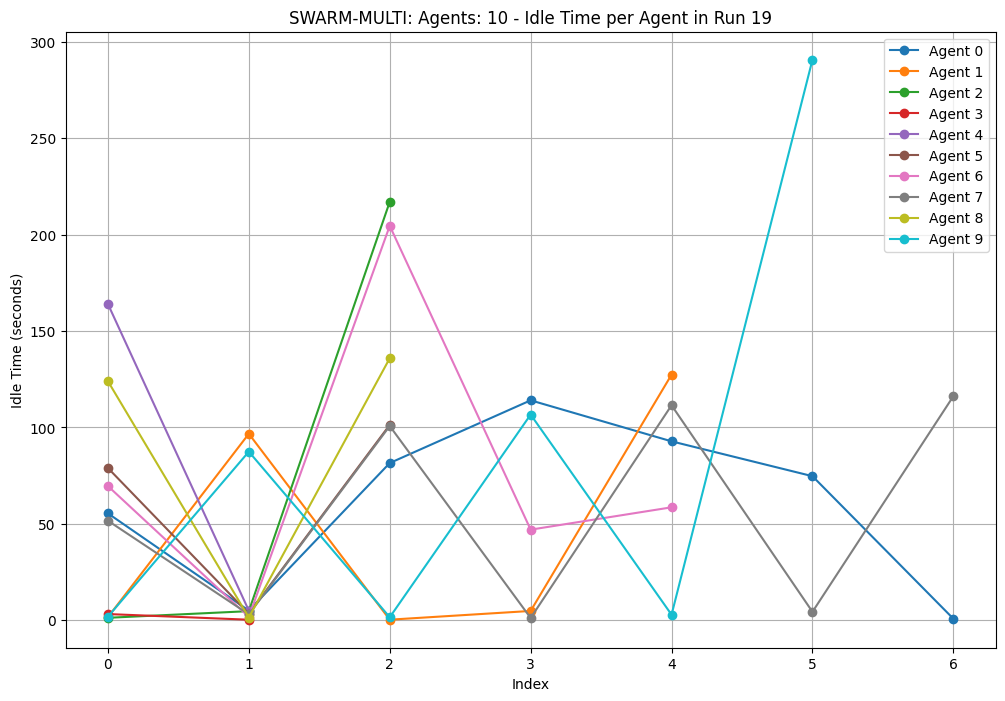 SWARM-MULTI: Agents: 10 - Idle Time per Agent in Run 19
Idle Time (seconds)
300
250
200
150
100
50
0
0 1 2 3 4 5 6
Index
Agent 0
Agent 1
Agent 2
Agent 3
Agent 4
Agent 5
Agent 6
Agent 7
Agent 8
Agent 9